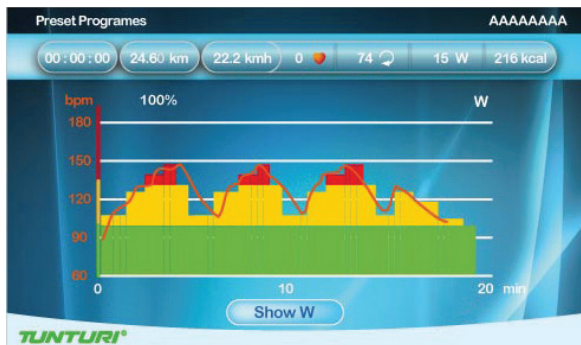 Preset Programes AAAAAAAA
00:00:00 24.60 km 22.2 kmh 0 74 15 W 216 kcal
bpm 100% W
180
150
120
90
60
0 10 20 min
Show W
TUNTURI®